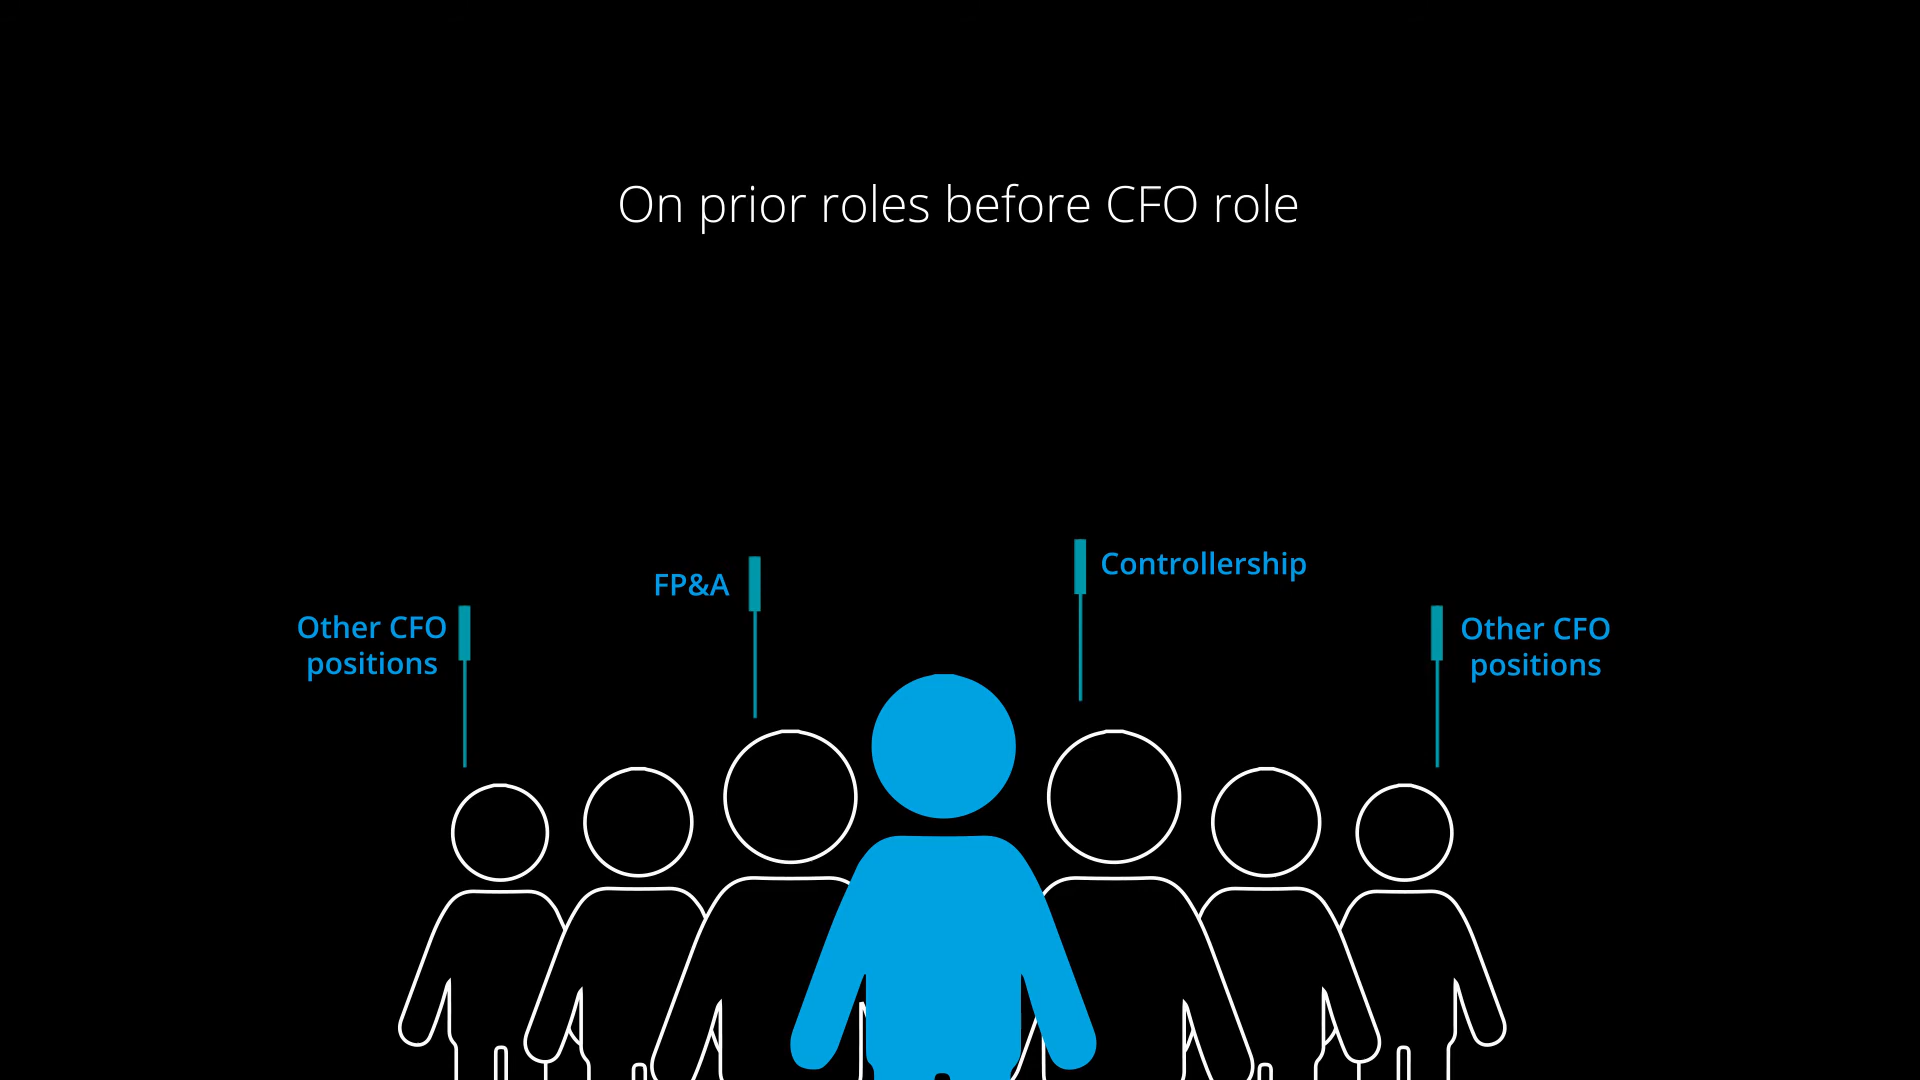 On prior roles before CFO role
Controllership
FP&A
Other CFO
positions
Other CFO
positions